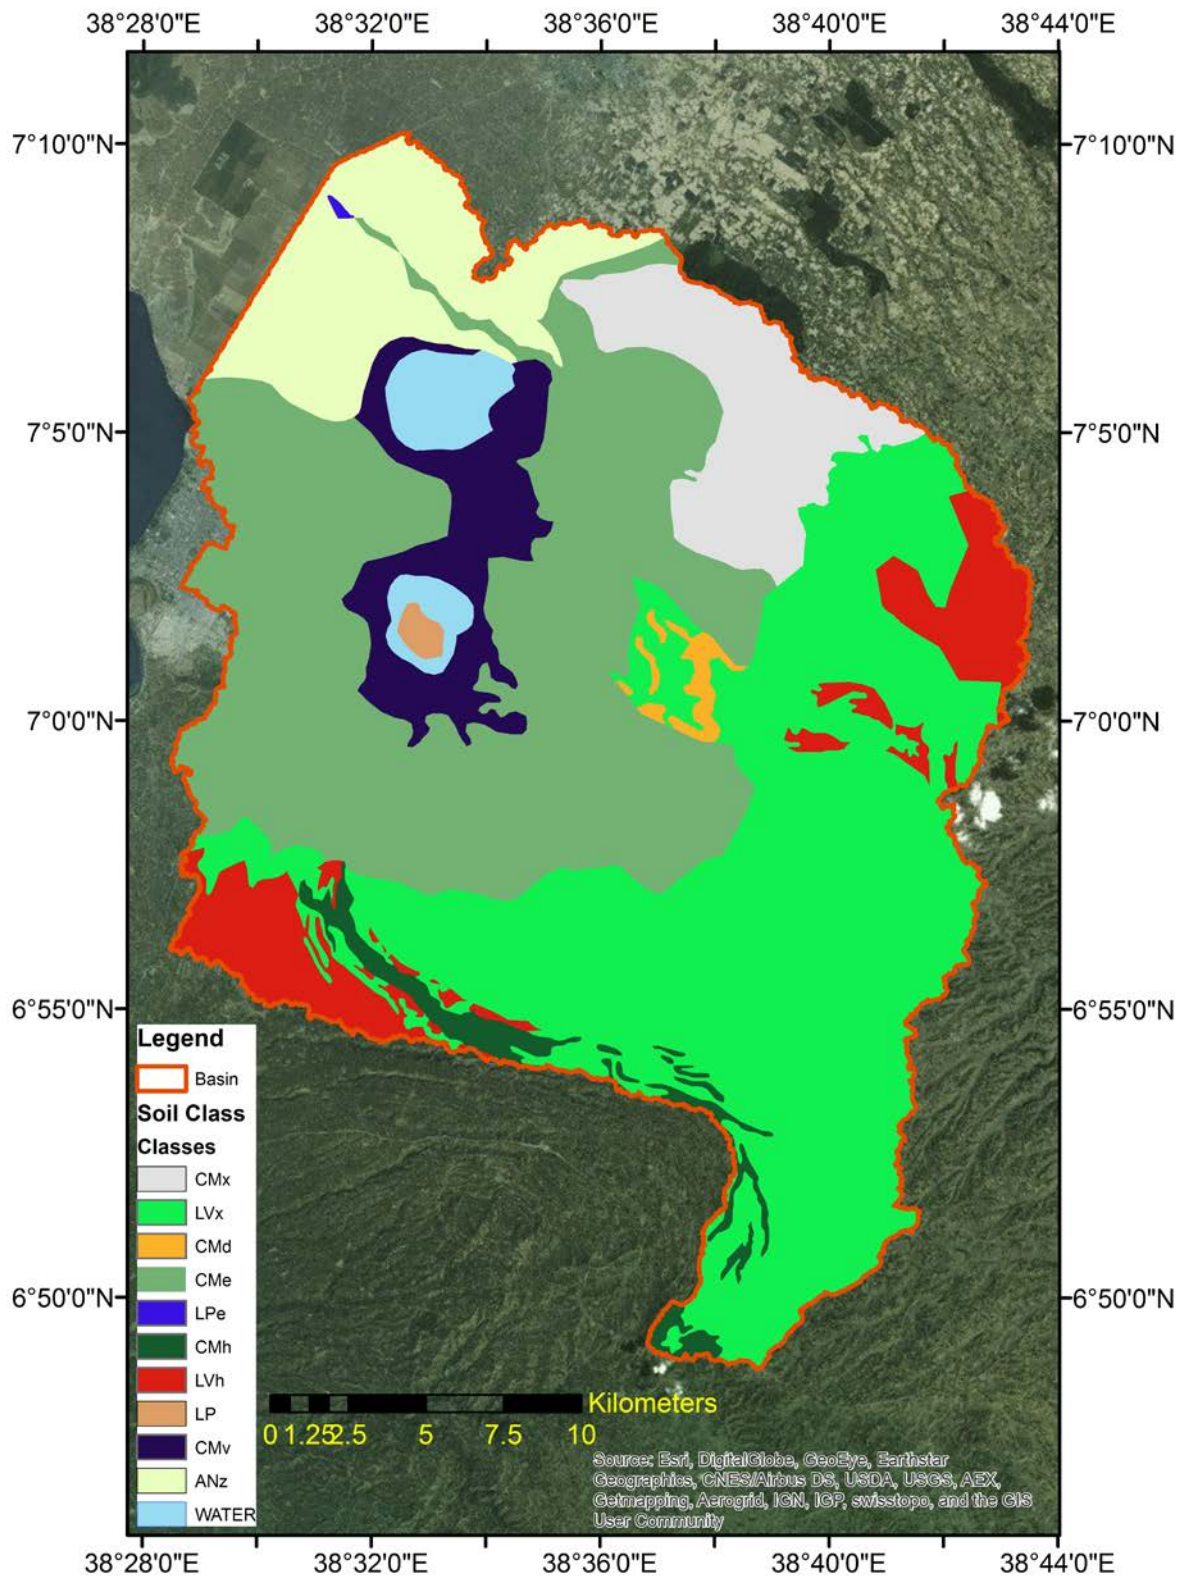 38°28'0"E 38°32'0"E 38°36'0"E 38°40'0"E 38°44'0"E
7°10'0"N 7°10'0"N
7°5'0"N 7°5'0"N
7°0'0"N 7°0'0"N
6°55'0"N 6°55'0"N
Legend
Basin
Soil Class
Classes
CMx
LVx
CMd
CMe
6°50'0"N 6°50'0"N
LPe
CMh
LVh
LP
CMv
ANz
WATER
Kilometers
0 1.25 2.5 5 7.5 10
Source: Esri, DigitalGlobe, GeoEye, Earthstar
Geographics, CNES/Airbus DS, USDA, USGS, AEX,
Getmapping, Aerogrid, IGN, IGP, swisstopo, and the GIS
User Community
38°28'0"E 38°32'0"E 38°36'0"E 38°40'0"E 38°44'0"E